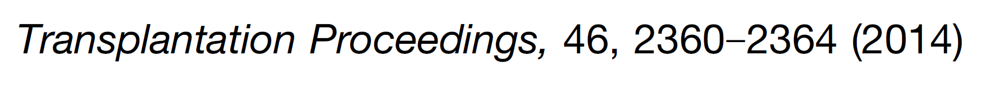 Transplantation Proceedings, 46, 2360–2364 (2014)